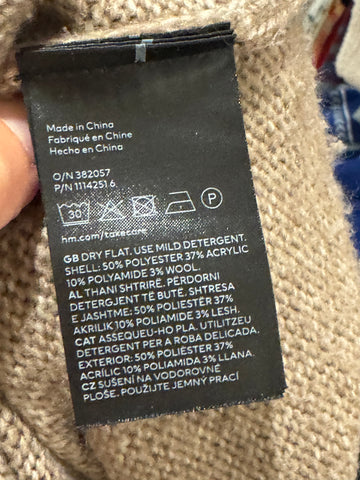 Made in China
Fabriqué en Chine
Hecho en China
O/N 382057
P/N 1114251 6
30
P
hm.com/takecare
GB DRY FLAT. USE MILD DETERGENT.
SHELL: 50% POLYESTER 37% ACRYLIC
10% POLYAMIDE 3% WOOL.
AL THANI SHTRIRË. PËRDORNI
DETERGJENT TË BUTË, SHTRESA
E JASHTME: 50% POLIESTËR 37%
AKRILIK 10% POLIAMIDE 3% LESH.
CAT ASSEQUEU-HO PLA. UTILITZEU
DETERGENT PER A ROBA DELICADA.
EXTERIOR: 50% POLIÈSTER 37%
ACRÍLIC 10% POLIAMIDA 3% LLANA.
CZ SUŠENÍ NA VODOROVNÉ
PLOŠE. POUŽIJTE JEMNÝ PRACÍ